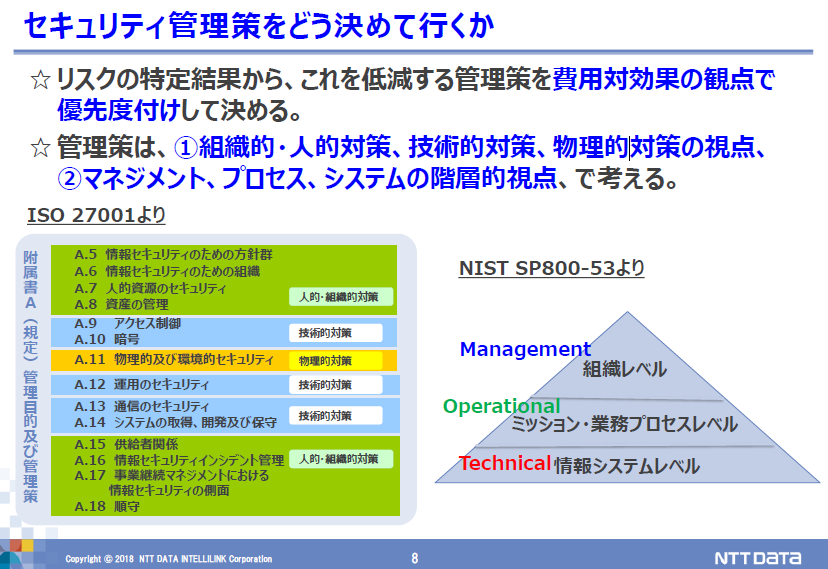 セキュリティ管理策をどう決めて行くか
☆ リスクの特定結果から、これを低減する管理策を費用対効果の観点で
優先度付けして決める。
☆ 管理策は、①組織的・人的対策、技術的対策、物理的対策の視点、
②マネジメント、プロセス、システムの階層的視点、で考える。
ISO 27001より
附属書A（規定）管理目的及び管理策
A.5 情報セキュリティのための方針群
A.6 情報セキュリティのための組織
A.7 人的資源のセキュリティ
A.8 資産の管理
人的・組織的対策
A.9 アクセス制御
A.10 暗号
技術的対策
A.11 物理的及び環境的セキュリティ
物理的対策
A.12 運用のセキュリティ
技術的対策
A.13 通信のセキュリティ
A.14 システムの取得、開発及び保守
技術的対策
A.15 供給者関係
A.16 情報セキュリティインシデント管理
人的・組織的対策
A.17 事業継続マネジメントにおける
情報セキュリティの側面
A.18 順守
NIST SP800-53より
Management
組織レベル
Operational
ミッション・業務プロセスレベル
Technical 情報システムレベル
Copyright © 2018 NTT DATA INTELLILINK Corporation
8
NTT DATA